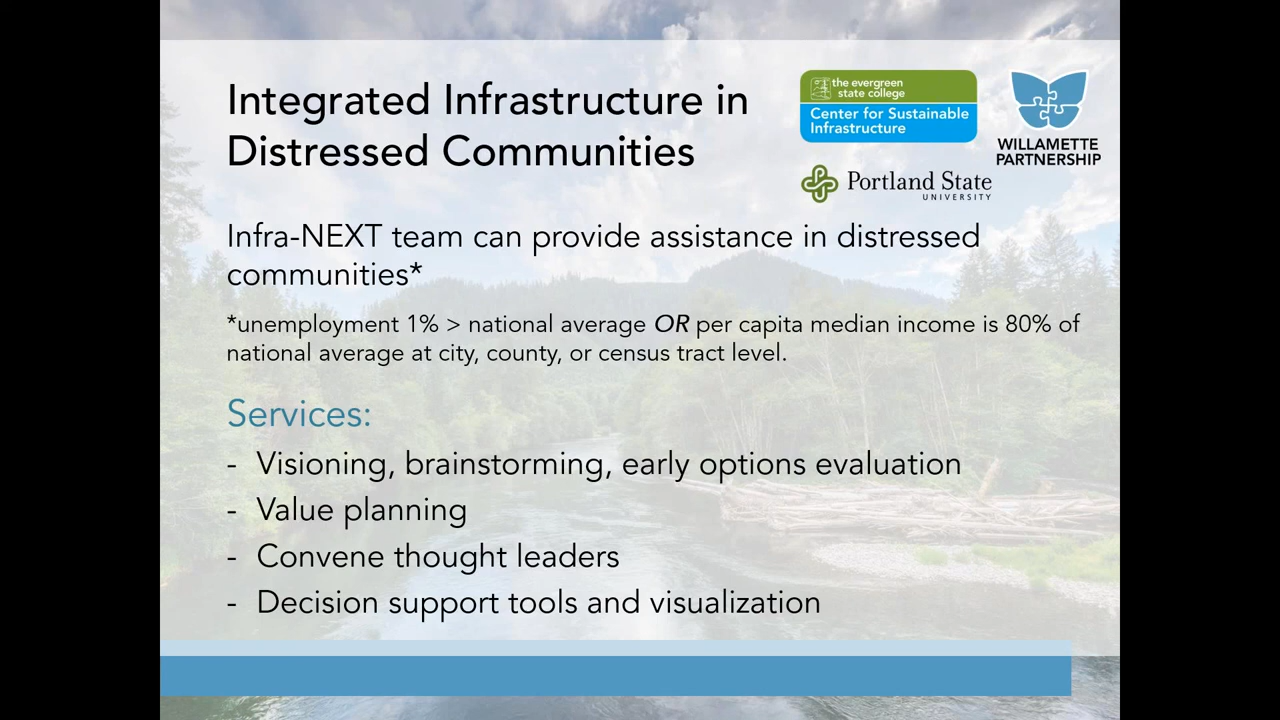 Integrated Infrastructure in
Distressed Communities
the evergreen
state college
Center for Sustainable
Infrastructure
WILLAMETTE
PARTNERSHIP
Portland State
UNIVERSITY
Infra-NEXT team can provide assistance in distressed
communities*
*unemployment 1% > national average OR per capita median income is 80% of
national average at city, county, or census tract level.
Services:
- Visioning, brainstorming, early options evaluation
- Value planning
- Convene thought leaders
- Decision support tools and visualization